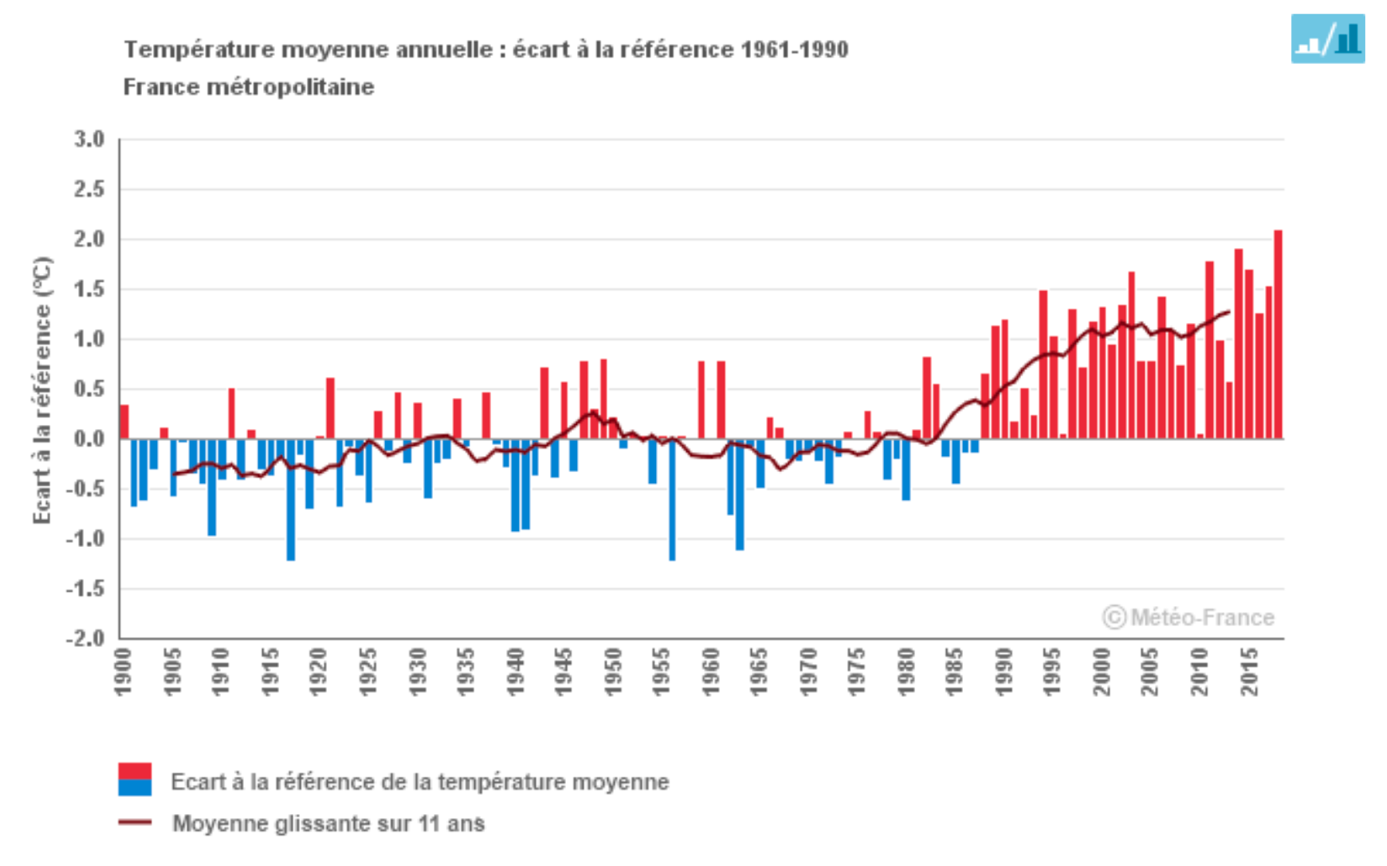 Température moyenne annuelle : écart à la référence 1961-1990
France métropolitaine
Ecart à la référence (°C)
3.0
2.5
2.0
1.5
1.0
0.5
0.0
-0.5
-1.0
-1.5
-2.0
© Météo-France
1900 1905 1910 1915 1920 1925 1930 1935 1940 1945 1950 1955 1960 1965 1970 1975 1980 1985 1990 1995 2000 2005 2010 2015
Ecart à la référence de la température moyenne
Moyenne glissante sur 11 ans